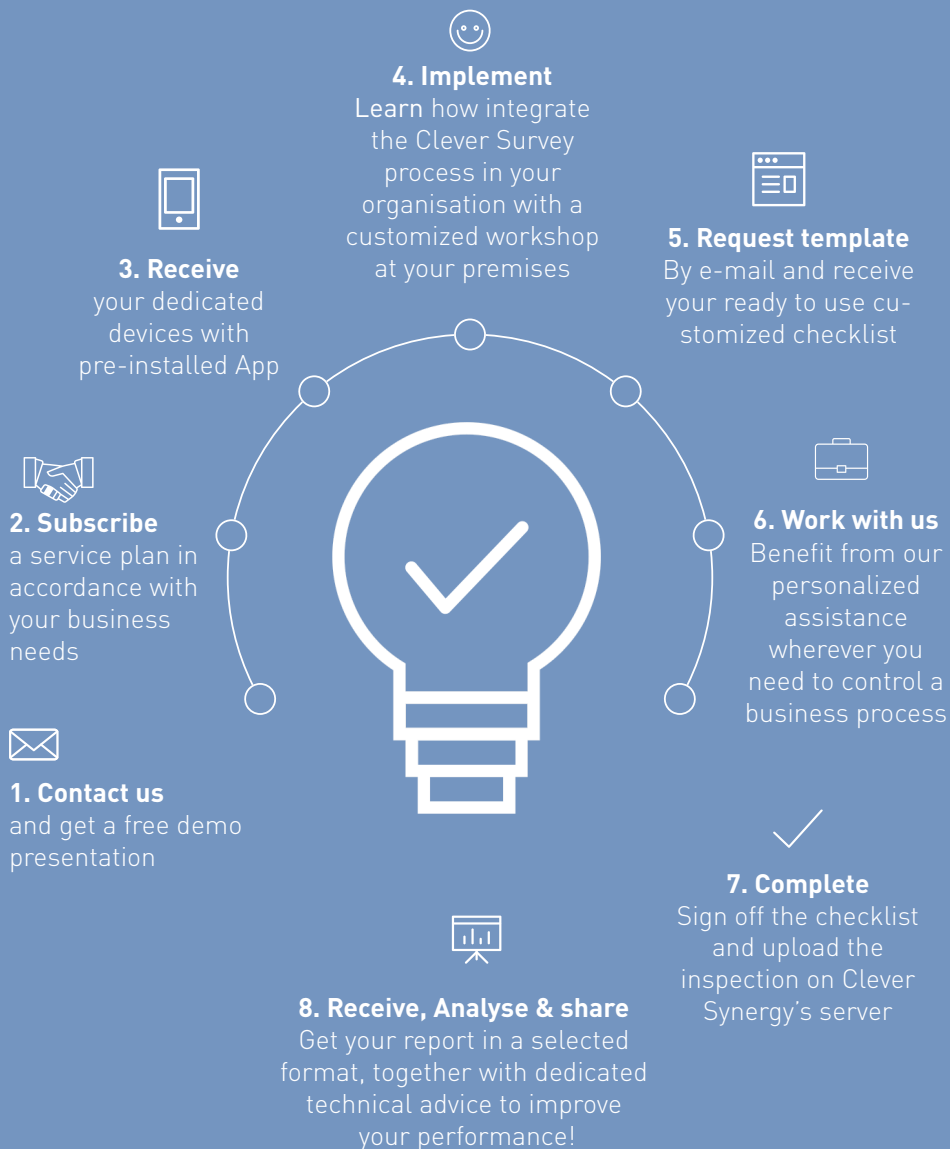 1. Contact us
and get a free demo
presentation
2. Subscribe
a service plan in
accordance with
your business
needs
3. Receive
your dedicated
devices with
pre-installed App
4. Implement
Learn how integrate
the Clever Survey
process in your
organisation with a
customized workshop
at your premises
5. Request template
By e-mail and receive
your ready to use cu-
stomized checklist
6. Work with us
Benefit from our
personalized
assistance
wherever you
need to control a
business process
7. Complete
Sign off the checklist
and upload the
inspection on Clever
Synergy's server
8. Receive, Analyse & share
Get your report in a selected
format, together with dedicated
technical advice to improve
your performance!